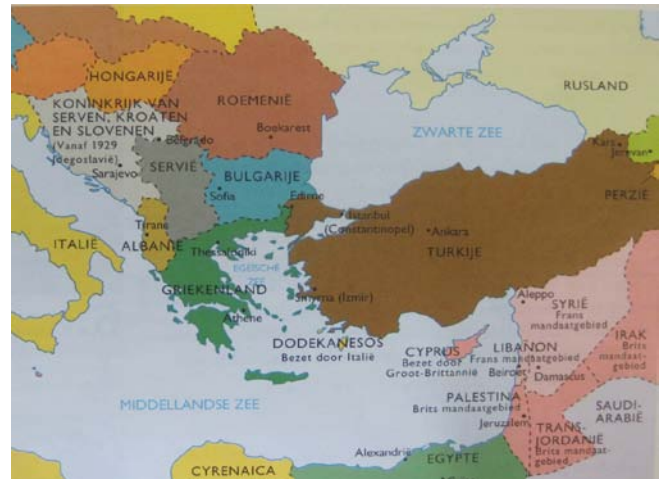 HONGARIJE
KONINKRIJK VAN
SERVEN, KROATEN
EN SLOVENEN
(Vanaf 1929
Joegoslavië)
Belgrado
Sarajevo
SERVIË
ROEMENIË
Boekarest
BULGARIJE
Sofia
Edirne
ZWARTE ZEE
RUSLAND
Kars
Jerevan
PERZIË
ITALIË
Tirane
ALBANIË
Thessaloniki
EGEÏSCHE
ZEE
GRIEKENLAND
Athene
Istanbul
(Constantinopel)
Ankara
TURKIJE
Smyrna (Izmir)
DODEKANESOS
Bezet door Italië
CYPRUS
Bezet door
Groot-Brittannië
Aleppo
SYRIË
Frans
mandaatgebied
LIBANON
Frans mandaatgebied
Beiroet
Damascus
IRAK
Brits
mandaat-
gebied
PALESTINA
Brits mandaatgebied
Jeruzalem
TRANS-
JORDANIË
Brits mandaat-
gebied
SAUDI-
ARABIË
MIDDELLANDSE ZEE
Alexandrië
CYRENAICA
EGYPTE